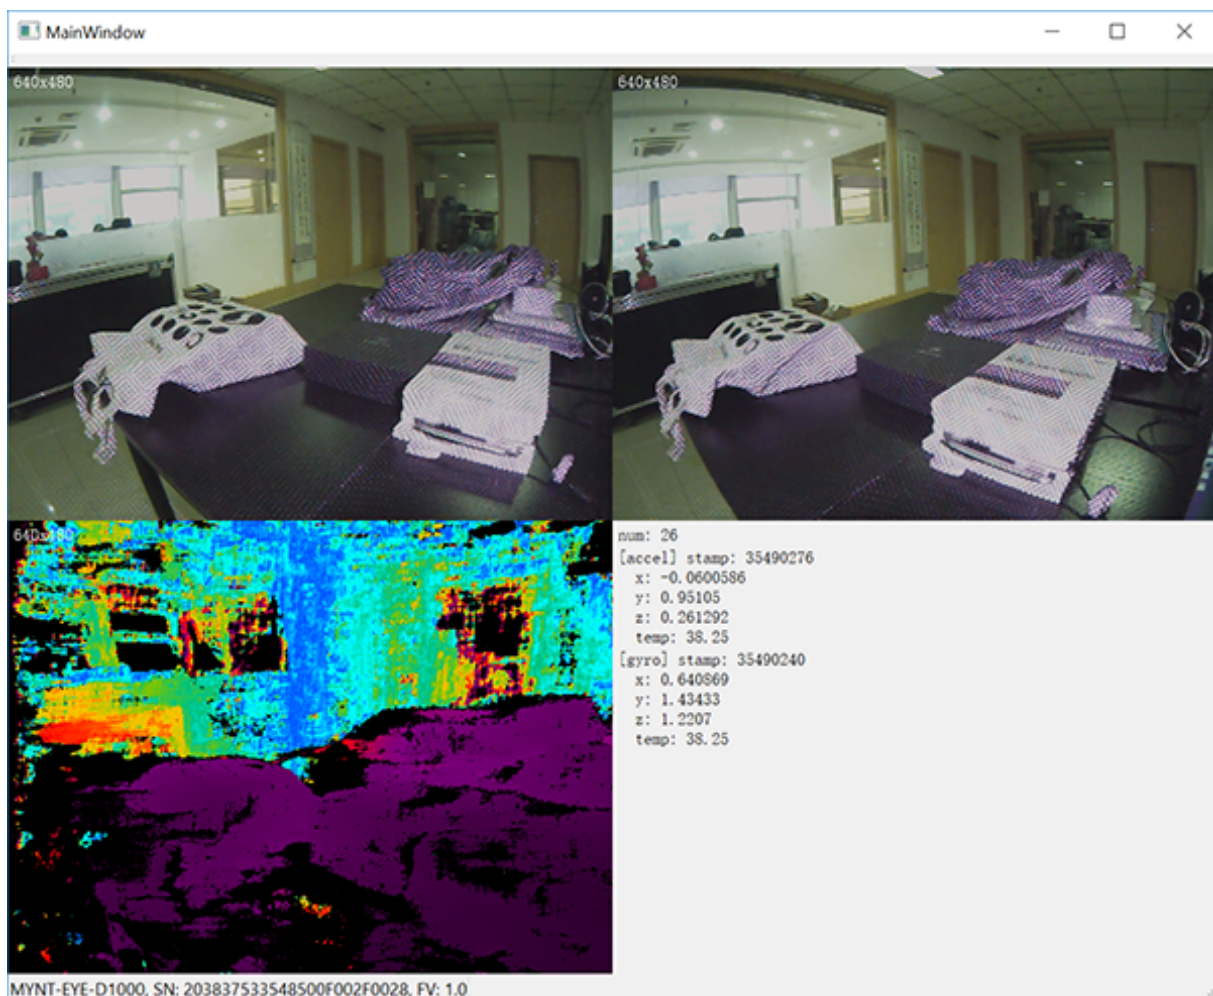 MainWindow
640x480
640x480
640x480
num: 26
[accel] stamp: 35490276
x: -0.0600586
y: 0.95105
z: 0.261292
temp: 38.25
[gyro] stamp: 35490240
x: 0.640869
y: 1.43433
z: 1.2207
temp: 38.25
MYNT-EYE-D1000, SN: 203837533548500F002F0028, FV: 1.0